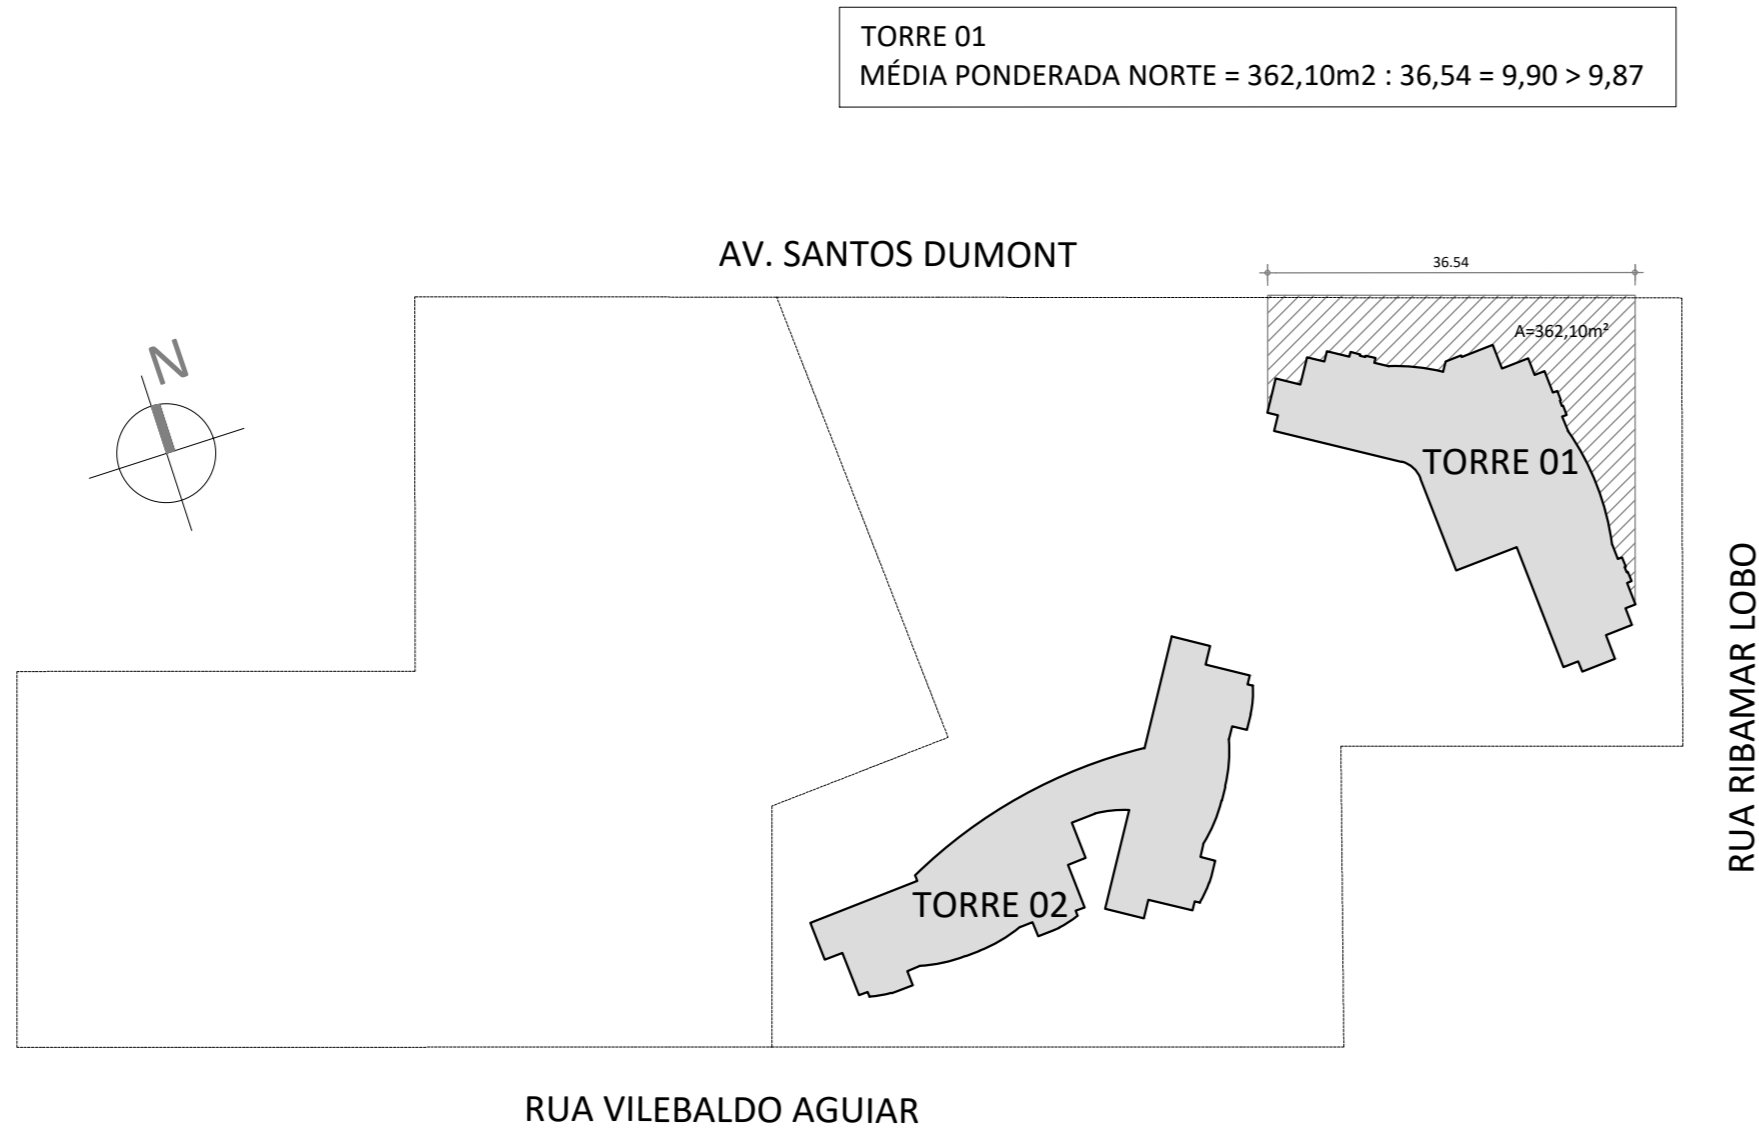 TORRE 01
MÉDIA PONDERADA NORTE = 362,10m2 : 36,54 = 9,90 > 9,87
AV. SANTOS DUMONT
36.54
A=362,10m²
N
TORRE 01
RUA RIBAMAR LOBO
TORRE 02
RUA VILEBALDO AGUIAR